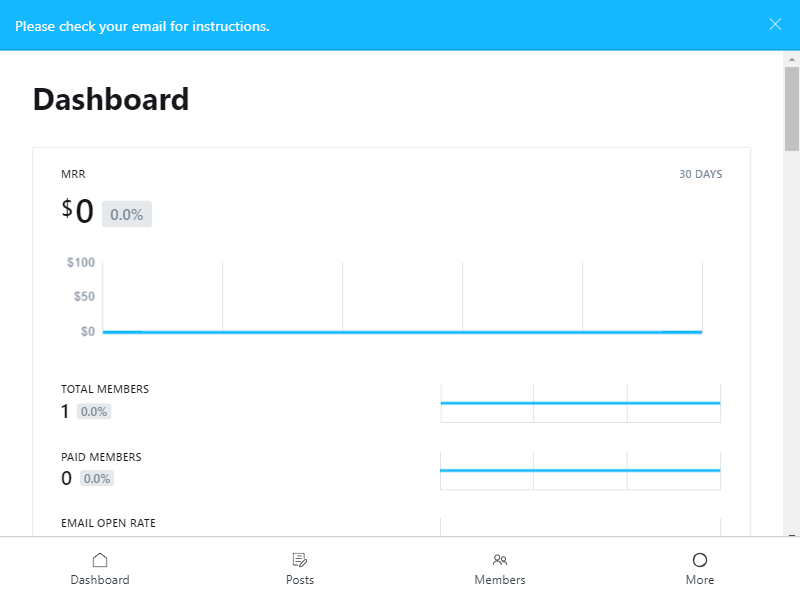 Please check your email for instructions.
Dashboard
MRR
30 DAYS
$0 0.0%
$100
$50
$0
TOTAL MEMBERS
1 0.0%
PAID MEMBERS
0 0.0%
EMAIL OPEN RATE
Dashboard
Posts
Members
More